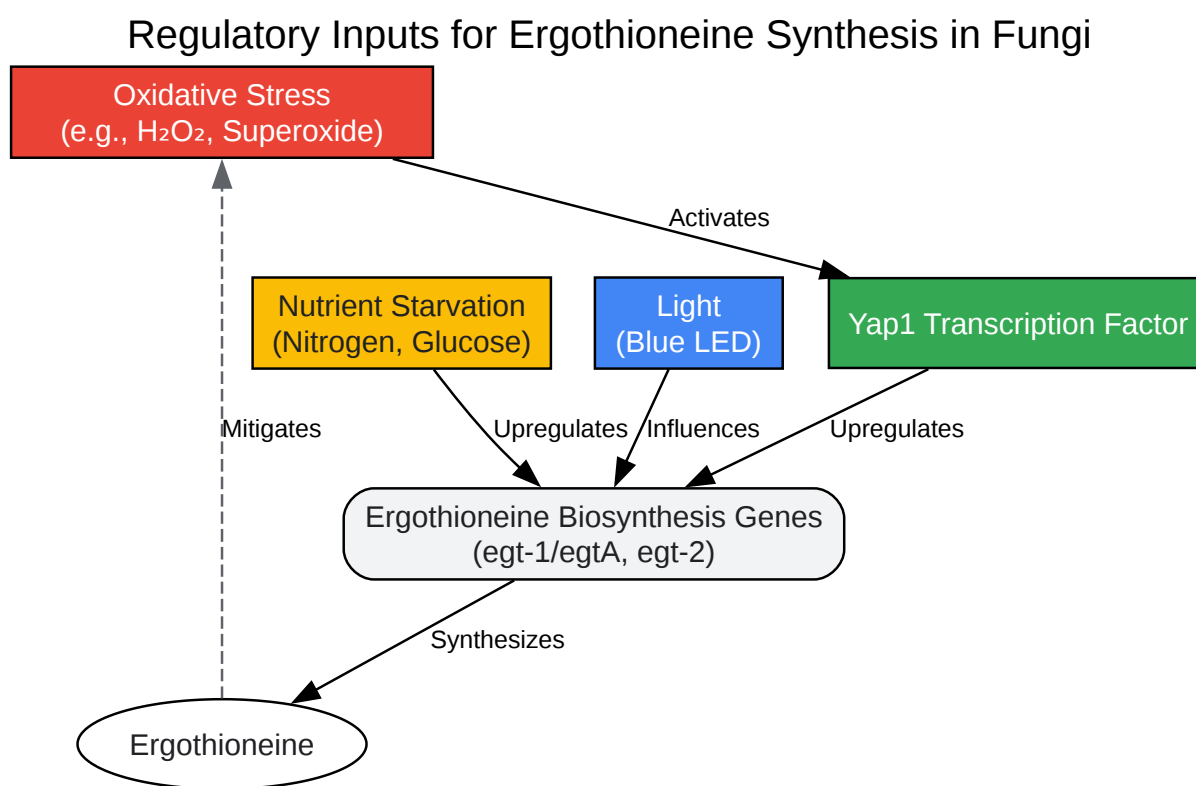 Regulatory Inputs for Ergothioneine Synthesis in Fungi
Oxidative Stress
(e.g., H₂O₂, Superoxide)
Activates
Nutrient Starvation
(Nitrogen, Glucose)
Light
(Blue LED)
Yap1 Transcription Factor
Mitigates
Upregulates
Influences
Upregulates
Ergothioneine Biosynthesis Genes
(egt-1/egtA, egt-2)
Synthesizes
Ergothioneine